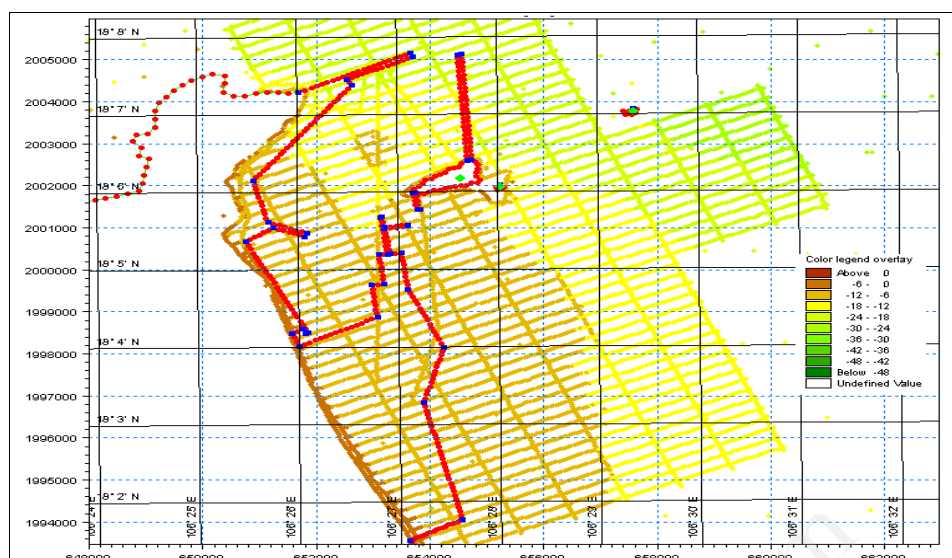 18° 8' N
2005000
2004000
18° 7' N
2003000
2002000
18° 6' N
2001000
2000000
18° 5' N
1999000
18° 4' N
1998000
1997000
18° 3' N
1996000
1995000
18° 2' N
1994000
Color legend overlay
Above 0
-6 - 0
-12 - -6
-18 - -12
-24 - -18
-30 - -24
-36 - -30
-42 - -36
-48 - -42
Below -48
Undefined Value
106° 24' E
106° 25' E
106° 26' E
106° 27' E
106° 28' E
106° 29' E
106° 30' E
106° 31' E
106° 32' E